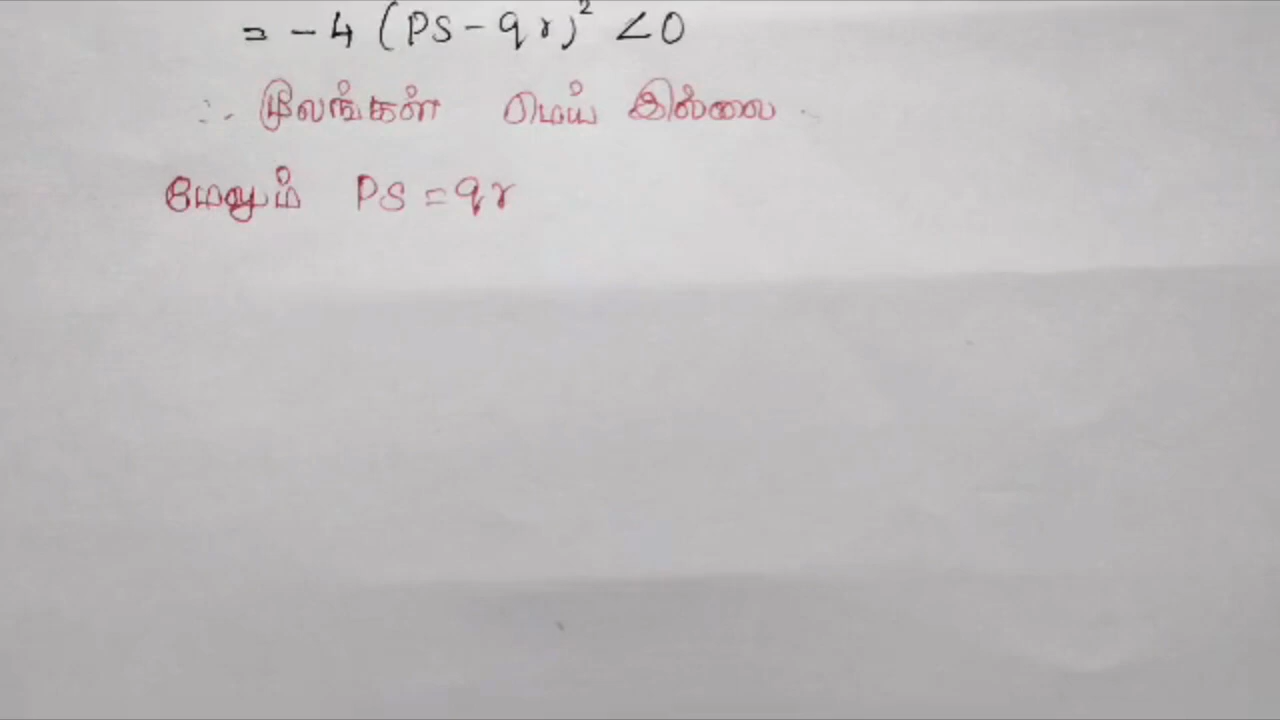 = -4 (PS - qr)² <0
∴ மூலங்கள் மெய் இல்லை.
மேலும் PS = qr